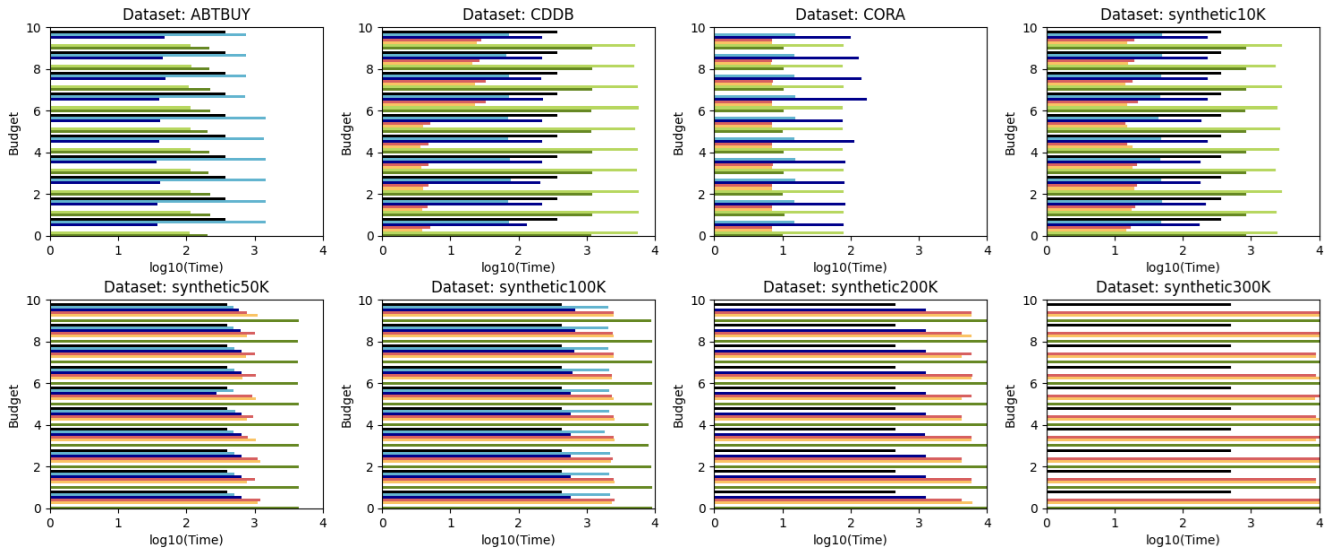 Dataset: ABTBUY
Dataset: CDDB
Dataset: CORA
Dataset: synthetic10K
10
8
6
4
2
0
Budget
0 1 2 3 4
log10(Time)
10
8
6
4
2
0
Budget
0 1 2 3 4
log10(Time)
10
8
6
4
2
0
Budget
0 1 2 3 4
log10(Time)
10
8
6
4
2
0
Budget
0 1 2 3 4
log10(Time)
Dataset: synthetic50K
Dataset: synthetic100K
Dataset: synthetic200K
Dataset: synthetic300K
10
8
6
4
2
0
Budget
0 1 2 3 4
log10(Time)
10
8
6
4
2
0
Budget
0 1 2 3 4
log10(Time)
10
8
6
4
2
0
Budget
0 1 2 3 4
log10(Time)
10
8
6
4
2
0
Budget
0 1 2 3 4
log10(Time)